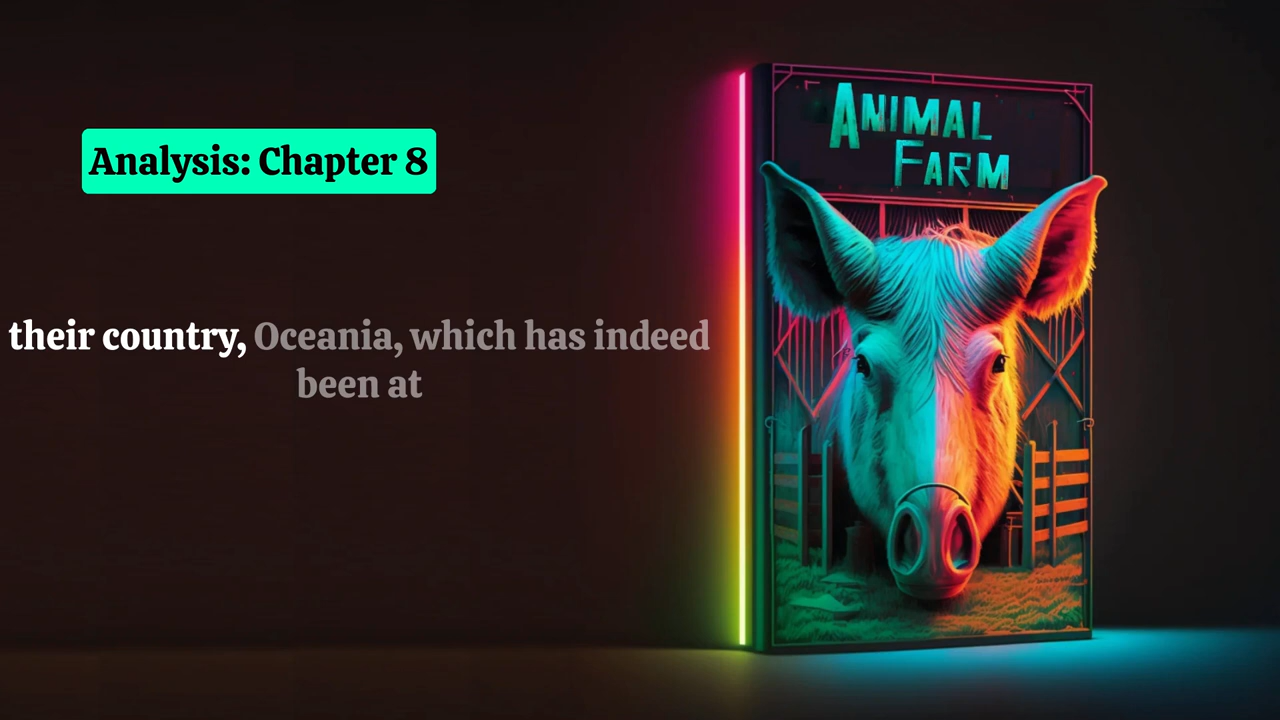 Analysis: Chapter 8
their country, Oceania, which has indeed
been at
ANIMAL
FARM